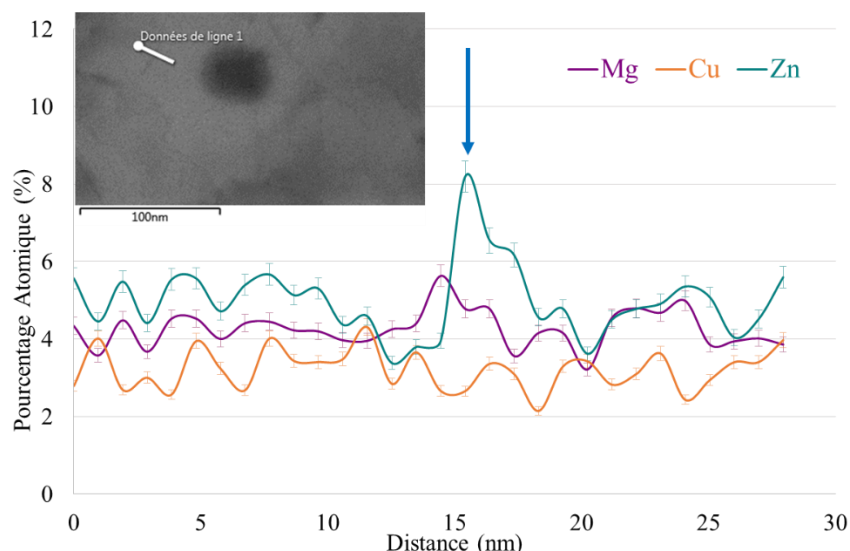 12
10
8
6
4
2
0
Pourcentage Atomique (%)
Données de ligne 1
100nm
Mg Cu Zn
0 5 10 15 20 25 30
Distance (nm)